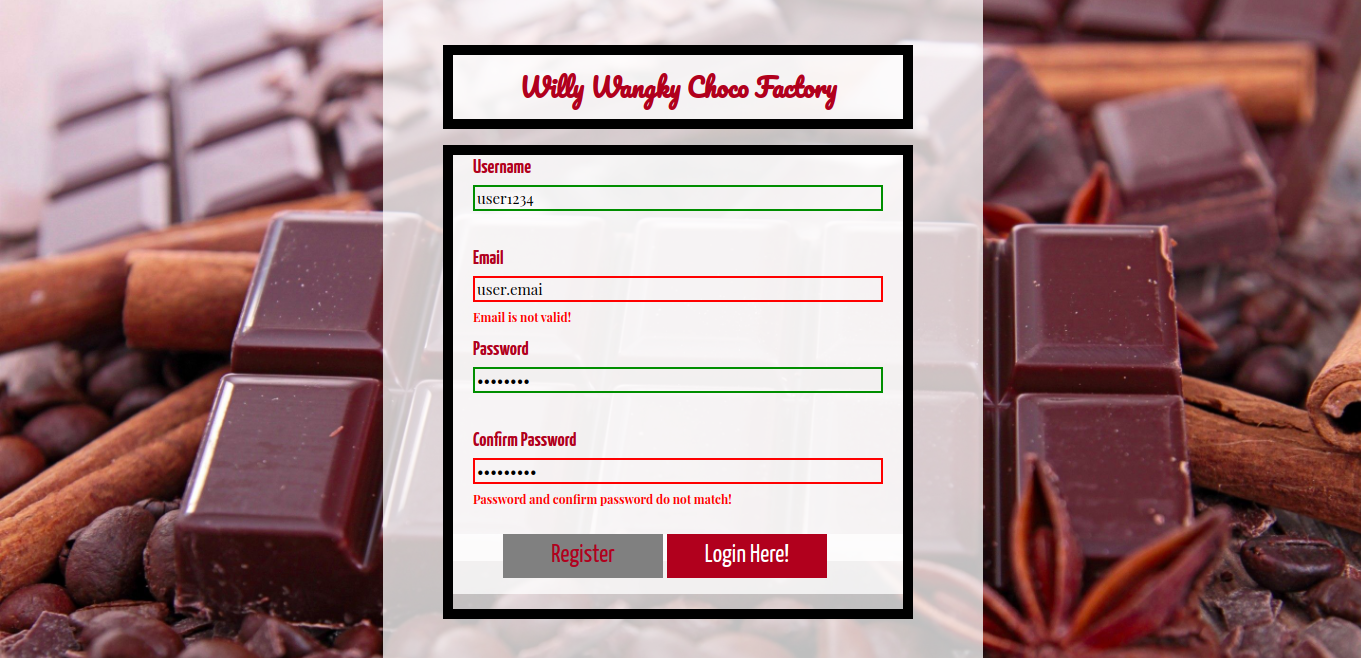 Willy Wangky Choco Factory
Username
user1234
Email
user.emai
Email is not valid!
Password
••••••••
Confirm Password
•••••••••
Password and confirm password do not match!
Register
Login Here!